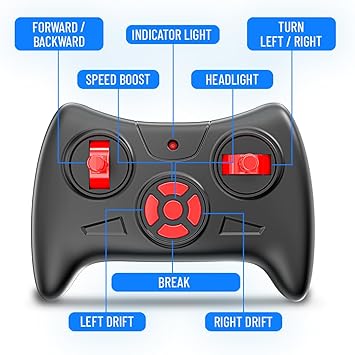 FORWARD /
BACKWARD
INDICATOR LIGHT
TURN
LEFT / RIGHT
SPEED BOOST
HEADLIGHT
BREAK
LEFT DRIFT
RIGHT DRIFT